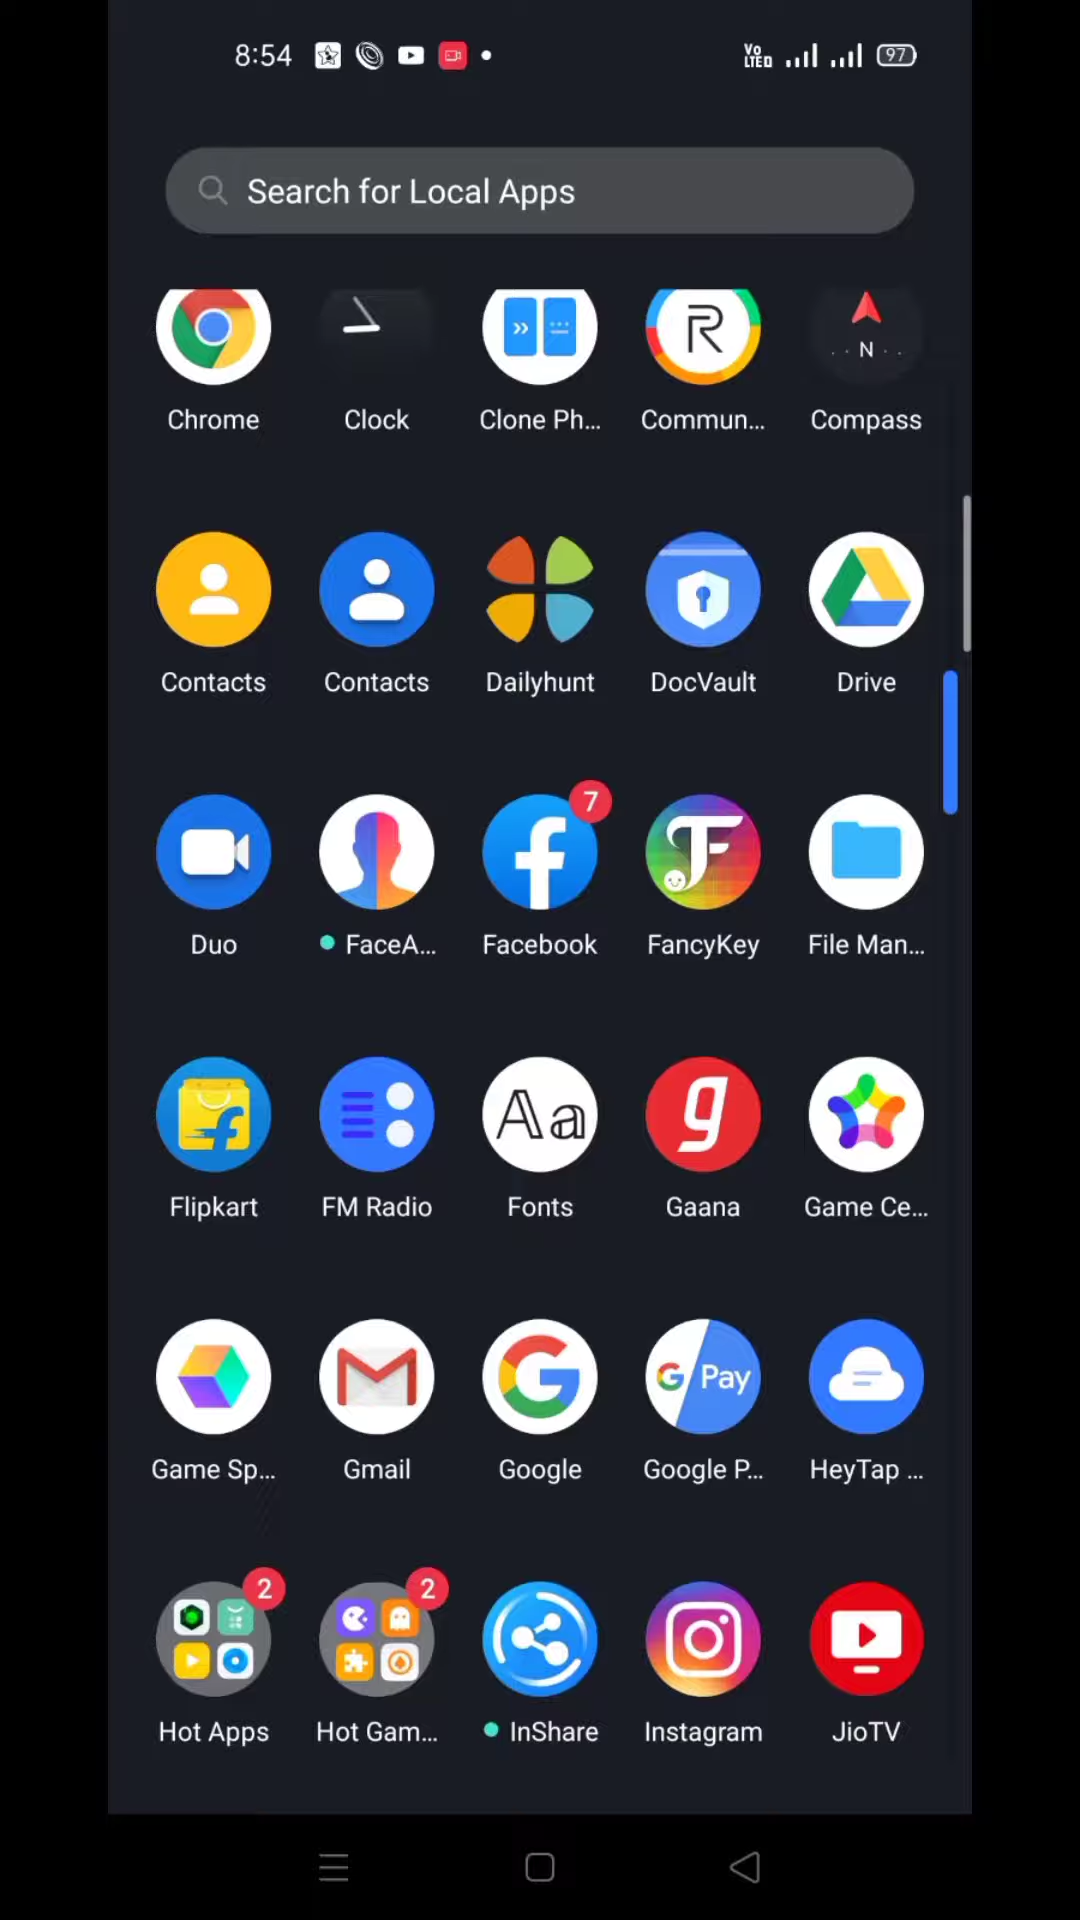 8:54 Vo LTED 97
Search for Local Apps
R N
Chrome Clock Clone Ph... Commun... Compass
Contacts Contacts Dailyhunt DocVault Drive
7
Duo FaceA... Facebook FancyKey File Man...
Aa g
Flipkart FM Radio Fonts Gaana Game Ce...
G Pay
Game Sp... Gmail Google Google P... HeyTap ...
2 2
Hot Apps Hot Gam... InShare Instagram JioTV